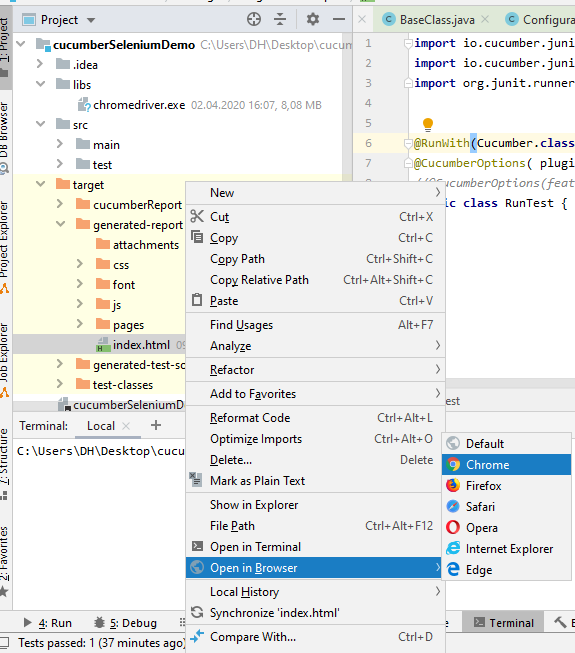 Project
cucumberSeleniumDemo C:\Users\DH\Desktop\cucumb
.idea
libs
chromedriver.exe 02.04.2020 16:07, 8,08 MB
src
main
test
target
cucumberReport
generated-report
attachments
css
font
js
pages
index.html
generated-test-so
test-classes
cucumberSeleniumD
1: Project
DB Browser
Project Explorer
Job Explorer
7: Structure
2: Favorites
BaseClass.java
Configura
1 import io.cucumber.juni
2 import io.cucumber.juni
3 import org.junit.runner
4
5
6 @RunWith(Cucumber.class
7 @CucumberOptions( plugi
8 //@CucumberOptions(feat
ic class RunTest {
est
New
Cut Ctrl+X
Copy Ctrl+C
Copy Path Ctrl+Shift+C
Copy Relative Path Ctrl+Alt+Shift+C
Paste Ctrl+V
Find Usages Alt+F7
Analyze
Refactor
Add to Favorites
Reformat Code Ctrl+Alt+L
Optimize Imports Ctrl+Alt+O
Delete... Delete
Mark as Plain Text
Show in Explorer
File Path Ctrl+Alt+F12
Open in Terminal
Open in Browser
Local History
Synchronize 'index.html'
Compare With... Ctrl+D
Default
Chrome
Firefox
Safari
Opera
Internet Explorer
Edge
Terminal: Local
C:\Users\DH\Desktop\cucu
4: Run
5: Debug
Terminal
Tests passed: 1 (37 minutes ago)